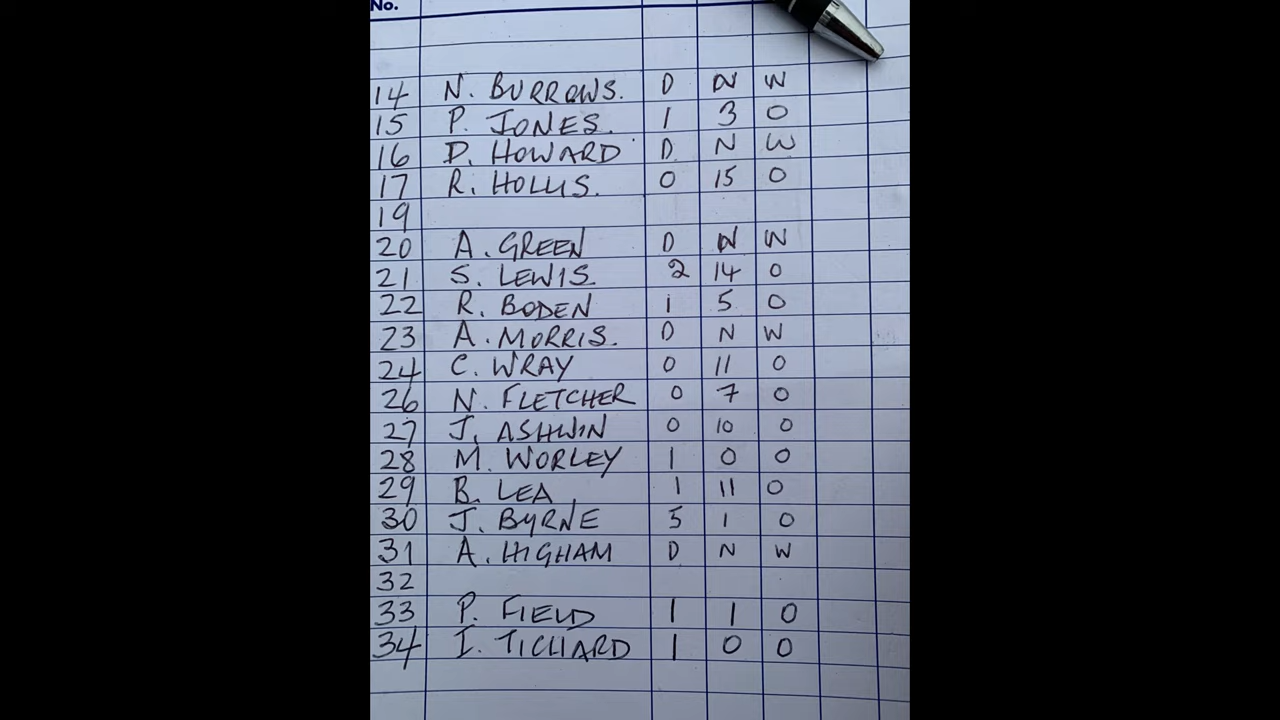 No.
14 N. BURROWS. D N W
15 P. JONES. 1 3 0
16 D. HOWARD D N W
17 R. HOLLIS. 0 15 0
19
20 A. GREEN D N W
21 S. LEWIS. 2 14 0
22 R. BODEN 1 5 0
23 A. MORRIS. D N W
24 C. WRAY 0 11 0
26 N. FLETCHER 0 7 0
27 J. ASHWIN 0 10 0
28 M. WORLEY 1 0 0
29 B. LEA 1 11 0
30 J. BYRNE 5 1 0
31 A. HIGHAM D N W
32
33 P. FIELD 1 1 0
34 I. TICHARD 1 0 0